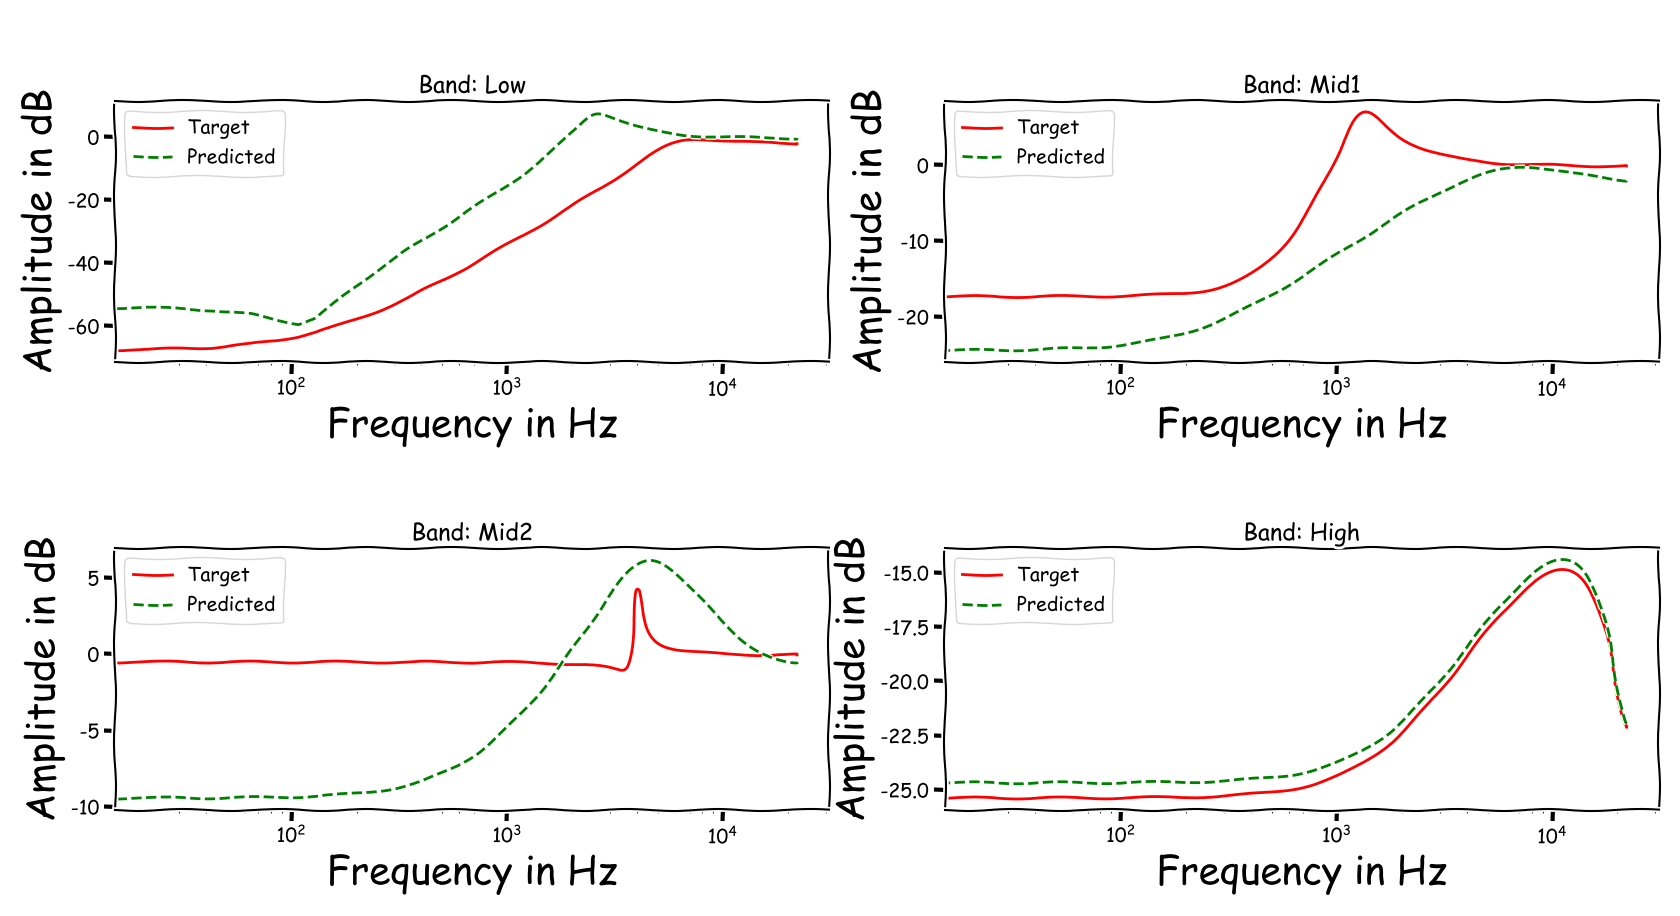 Band: Low
Amplitude in dB
0
-20
-40
-60
Target
Predicted
10²
10³
10⁴
Frequency in Hz
Band: Mid1
Amplitude in dB
0
-10
-20
Target
Predicted
10²
10³
10⁴
Frequency in Hz
Band: Mid2
Amplitude in dB
5
0
-5
-10
Target
Predicted
10²
10³
10⁴
Frequency in Hz
Band: High
Amplitude in dB
-15.0
-17.5
-20.0
-22.5
-25.0
Target
Predicted
10²
10³
10⁴
Frequency in Hz